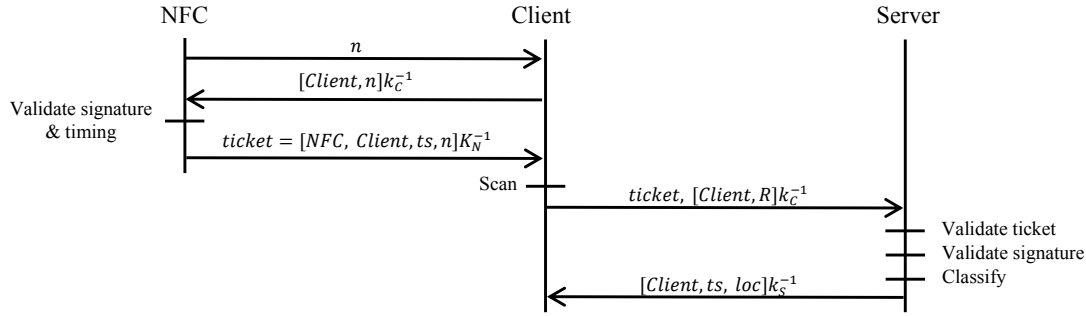 NFC Client Server
n
[Client, n]k_C^{-1}
Validate signature
& timing
ticket = [NFC, Client, ts, n]K_N^{-1}
Scan
ticket, [Client, R]k_C^{-1}
Validate ticket
Validate signature
Classify
[Client, ts, loc]k_S^{-1}